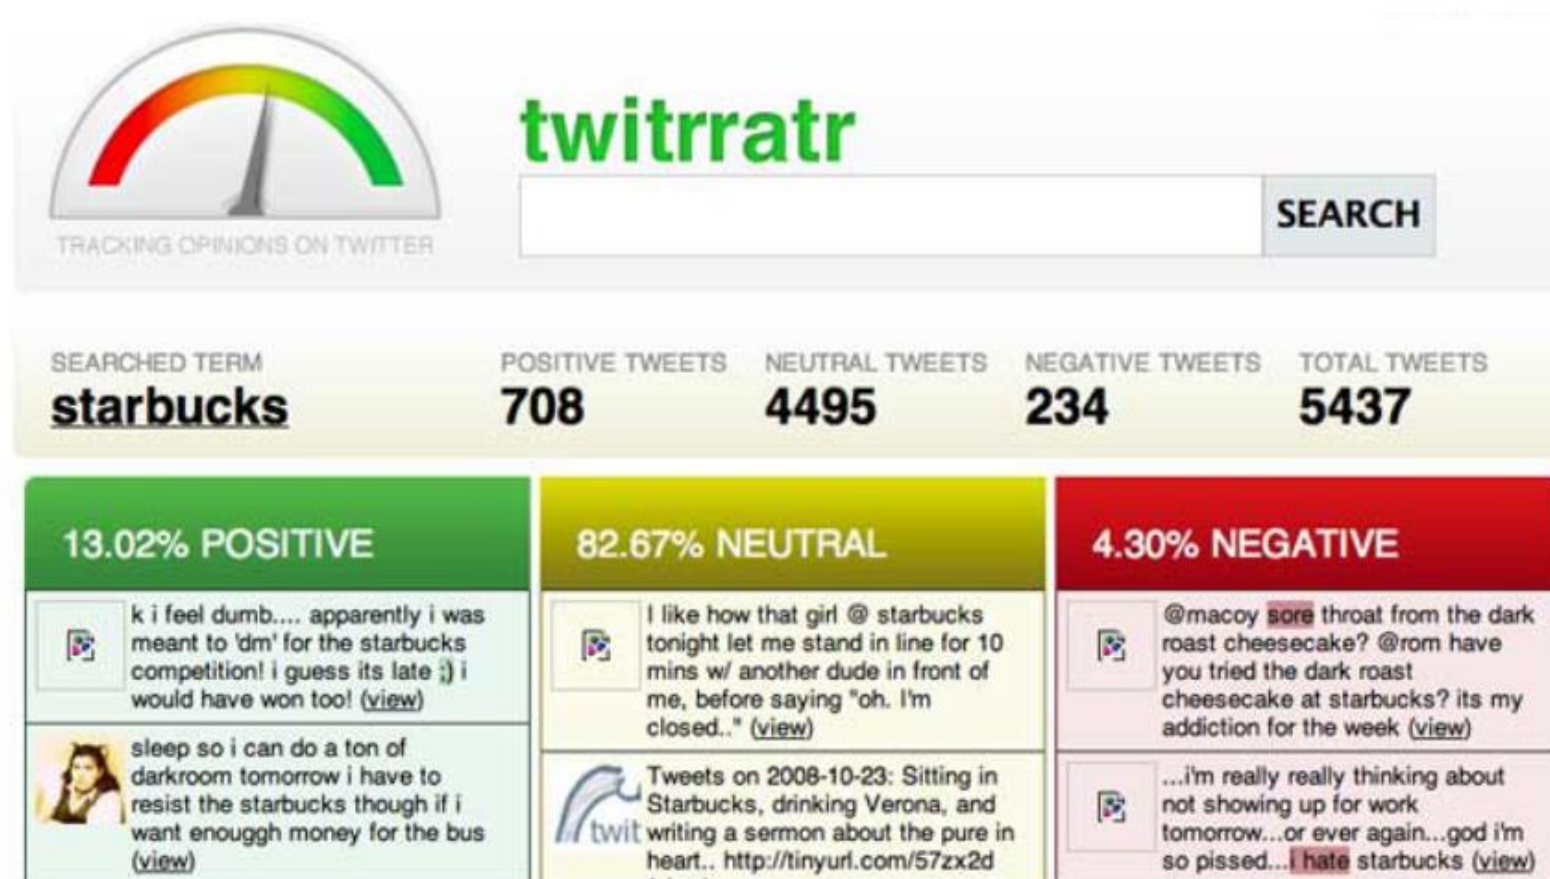 twitrratr
SEARCH
TRACKING OPINIONS ON TWITTER
SEARCHED TERM
starbucks
POSITIVE TWEETS
708
NEUTRAL TWEETS
4495
NEGATIVE TWEETS
234
TOTAL TWEETS
5437
13.02% POSITIVE
k i feel dumb.... apparently i was
meant to 'dm' for the starbucks
competition! i guess its late ;) i
would have won too! (view)
sleep so i can do a ton of
darkroom tomorrow i have to
resist the starbucks though if i
want enouggh money for the bus
(view)
82.67% NEUTRAL
I like how that girl @ starbucks
tonight let me stand in line for 10
mins w/ another dude in front of
me, before saying "oh. I'm
closed.." (view)
twit
Tweets on 2008-10-23: Sitting in
Starbucks, drinking Verona, and
writing a sermon about the pure in
heart.. http://tinyurl.com/57zx2d
4.30% NEGATIVE
@macoy sore throat from the dark
roast cheesecake? @rom have
you tried the dark roast
cheesecake at starbucks? its my
addiction for the week (view)
...i'm really really thinking about
not showing up for work
tomorrow...or ever again...god i'm
so pissed...i hate starbucks (view)